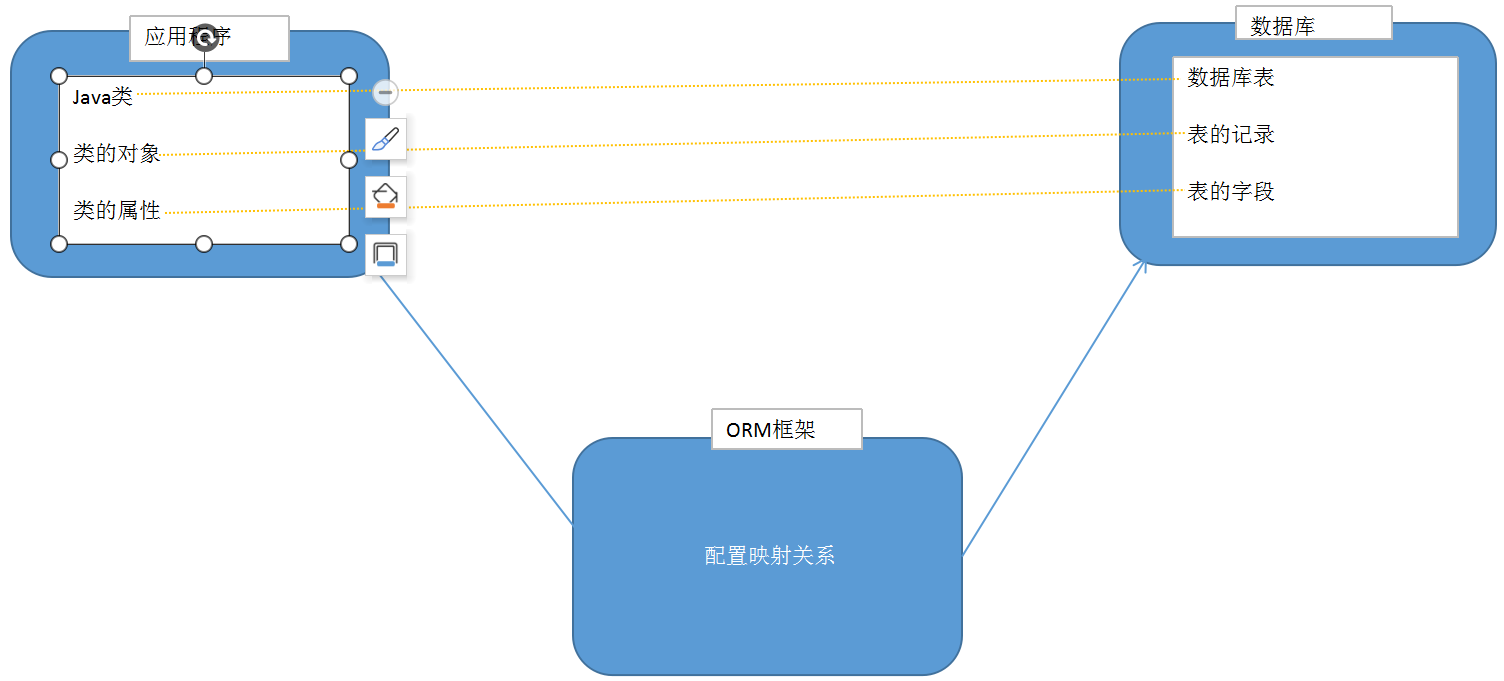 应用程序
Java类
类的对象
类的属性
数据库
数据库表
表的记录
表的字段
ORM框架
配置映射关系